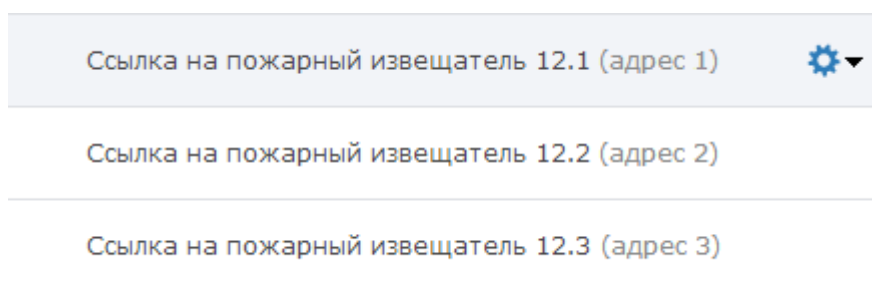 Ссылка на пожарный извещатель 12.1 (адрес 1)
Ссылка на пожарный извещатель 12.2 (адрес 2)
Ссылка на пожарный извещатель 12.3 (адрес 3)